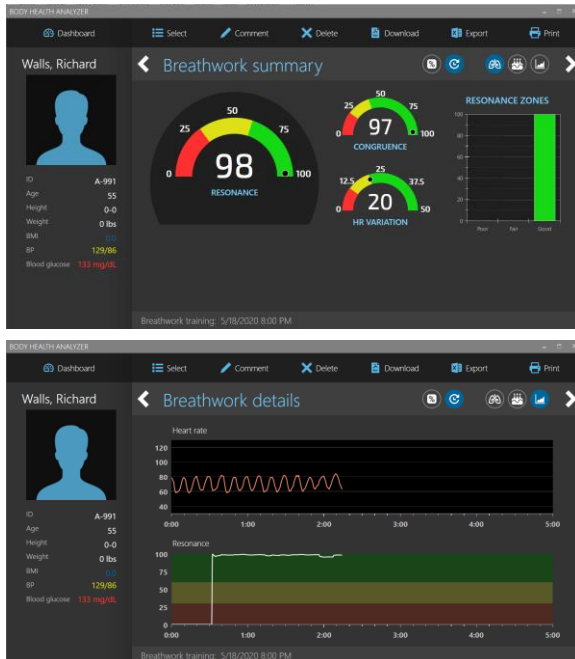 BODY HEALTH ANALYZER
Dashboard Select Comment Delete Download Export Print
Walls, Richard
Breathwork summary
%
RESONANCE ZONES
0 25 50 75 100
98
RESONANCE
0 25 50 75 100
97
CONGRUENCE
0 12.5 25 37.5 50
20
HR VARIATION
100
80
60
40
20
0
Poor Fair Good
ID A-991
Age 55
Height 0-0
Weight 0 lbs
BMI 0.0
BP 129/86
Blood glucose 133 mg/dL
Breathwork training: 5/18/2020 8:00 PM
BODY HEALTH ANALYZER
Dashboard Select Comment Delete Download Export Print
Walls, Richard
Breathwork details
%
Heart rate
120
100
80
60
40
0:00 1:00 2:00 3:00 4:00 5:00
Resonance
100
75
50
25
0
0:00 1:00 2:00 3:00 4:00 5:00
ID A-991
Age 55
Height 0-0
Weight 0 lbs
BMI 0.0
BP 129/86
Blood glucose 133 mg/dL
Breathwork training: 5/18/2020 8:00 PM